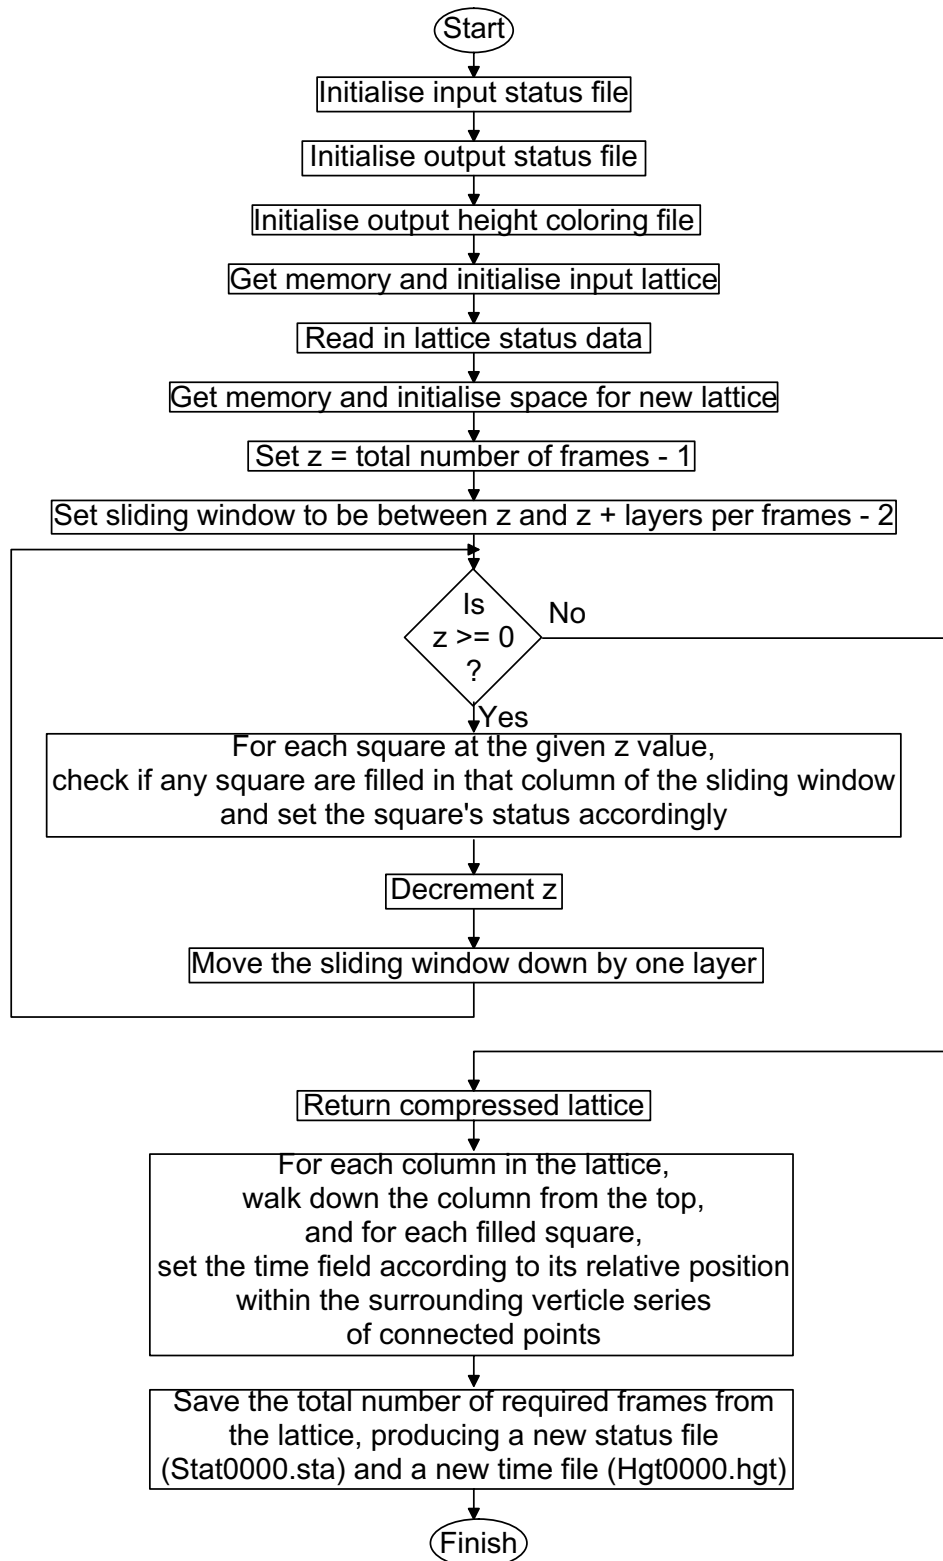 Start
Initialise input status file
Initialise output status file
Initialise output height coloring file
Get memory and initialise input lattice
Read in lattice status data
Get memory and initialise space for new lattice
Set z = total number of frames - 1
Set sliding window to be between z and z + layers per frames - 2
Is
z >= 0
?
No
Yes
For each square at the given z value,
check if any square are filled in that column of the sliding window
and set the square's status accordingly
Decrement z
Move the sliding window down by one layer
Return compressed lattice
For each column in the lattice,
walk down the column from the top,
and for each filled square,
set the time field according to its relative position
within the surrounding verticle series
of connected points
Save the total number of required frames from
the lattice, producing a new status file
(Stat0000.sta) and a new time file (Hgt0000.hgt)
Finish